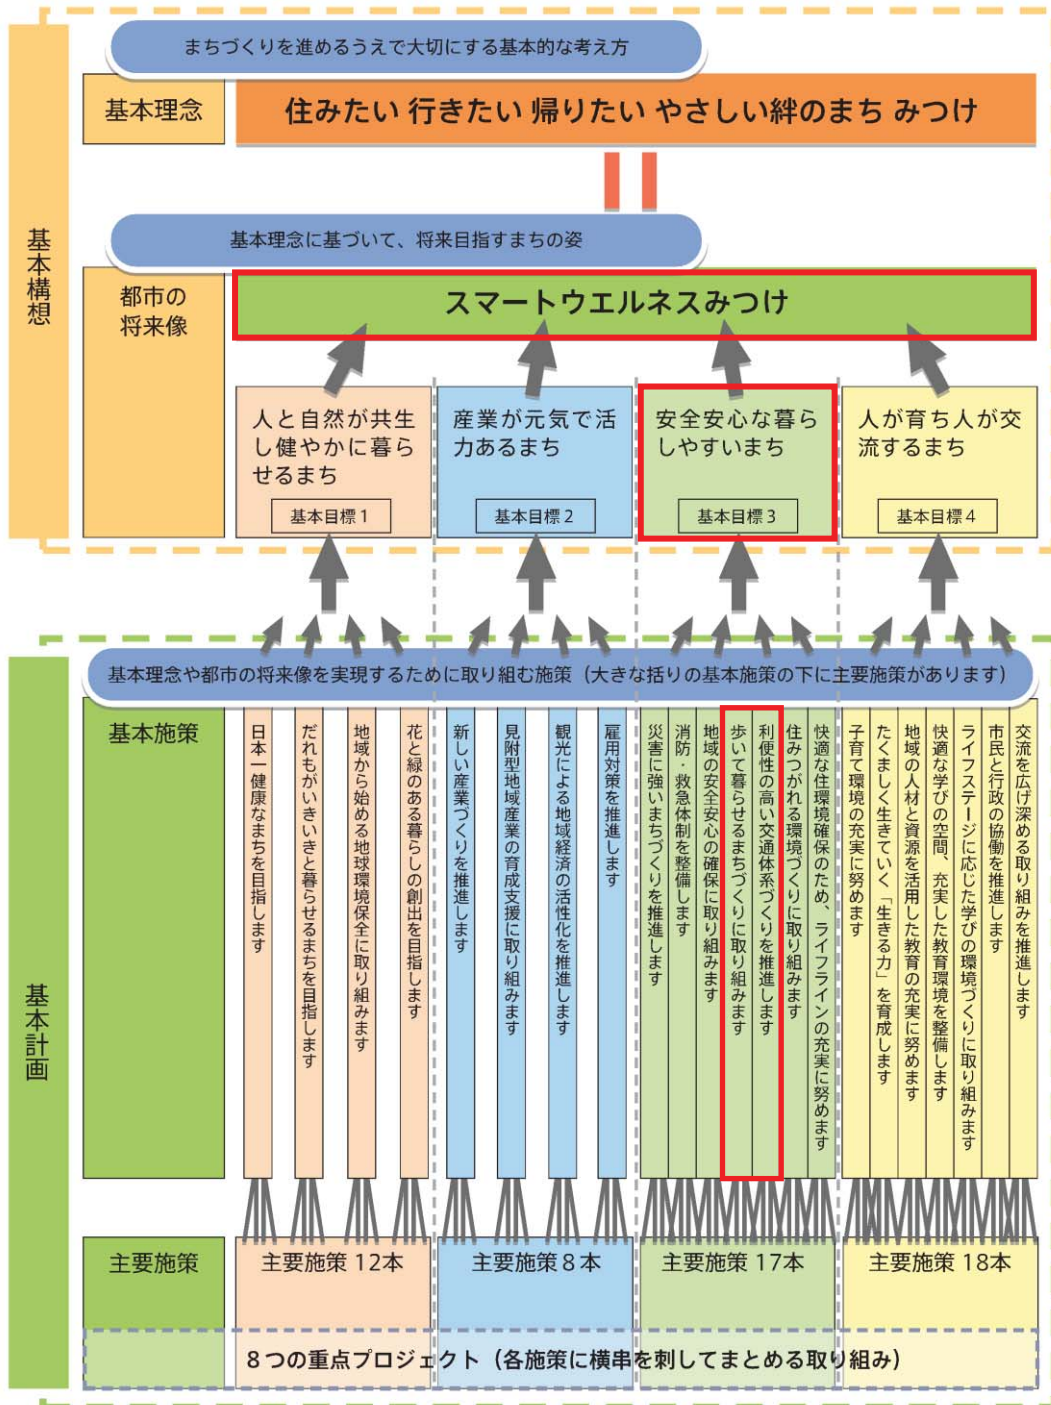 まちづくりを進めるうえで大切にする基本的な考え方
基本理念
住みたい 行きたい 帰りたい やさしい絆のまち みつけ
基本構想
基本理念に基づいて、将来目指すまちの姿
都市の
将来像
スマートウエルネスみつけ
人と自然が共生
し健やかに暮ら
せるまち
基本目標1
産業が元気で活
力あるまち
基本目標2
安全安心な暮ら
しやすいまち
基本目標3
人が育ち人が交
流するまち
基本目標4
基本計画
基本理念や都市の将来像を実現するために取り組む施策(大きな括りの基本施策の下に主要施策があります)
基本施策
日本一健康なまちを目指します
だれもがいきいきと暮らせるまちを目指します
地域から始める地球環境保全に取り組みます
花と緑のある暮らしの創出を目指します
新しい産業づくりを推進します
見附型地域産業の育成支援に取り組みます
観光による地域経済の活性化を推進します
雇用対策を推進します
災害に強いまちづくりを推進します
消防・救急体制を整備します
地域の安全安心の確保に取り組みます
歩いて暮らせるまちづくりに取り組みます
利便性の高い交通体系づくりを推進します
住みつがれる環境づくりに取り組みます
快適な住環境確保のため、ライフラインの充実に努めます
子育て環境の充実に努めます
たくましく生きていく「生きる力」を育成します
地域の人材と資源を活用した教育の充実に努めます
快適な学びの空間、充実した教育環境を整備します
ライフステージに応じた学びの環境づくりに取り組みます
市民と行政の協働を推進します
交流を広げ深める取り組みを推進します
主要施策
主要施策 12本
主要施策 8 本
主要施策 17本
主要施策 18本
8つの重点プロジェクト(各施策に横串を刺してまとめる取り組み)